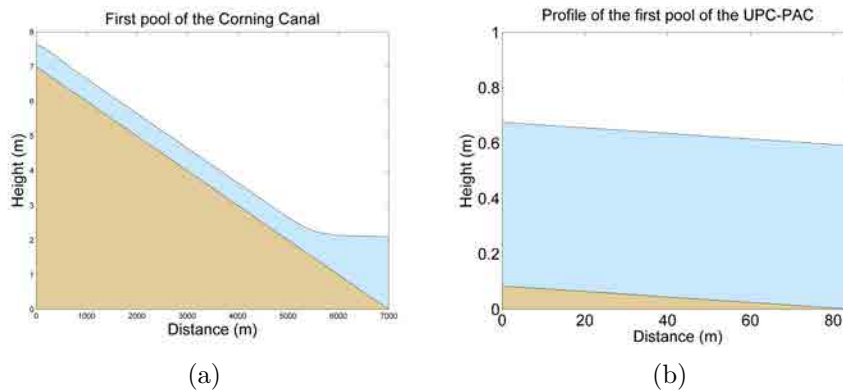 First pool of the Corning Canal
8
7
6
5
4
3
2
1
0
Height (m)
0 1000 2000 3000 4000 5000 6000 7000
Distance (m)
(a)
Profile of the first pool of the UPC-PAC
1
0.8
0.6
0.4
0.2
0
Height (m)
0 20 40 60 80
Distance (m)
(b)